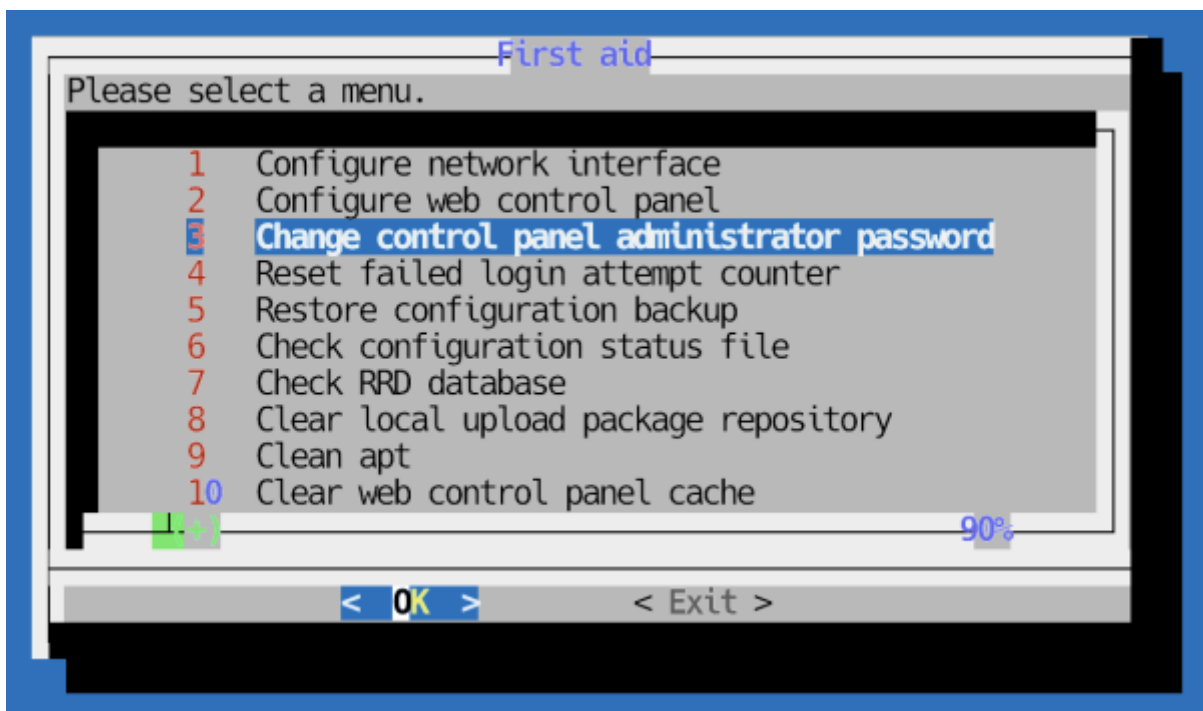 First aid
Please select a menu.
1 Configure network interface
2 Configure web control panel
3 Change control panel administrator password
4 Reset failed login attempt counter
5 Restore configuration backup
6 Check configuration status file
7 Check RRD database
8 Clear local upload package repository
9 Clean apt
10 Clear web control panel cache
(+) 90%
< OK > < Exit >